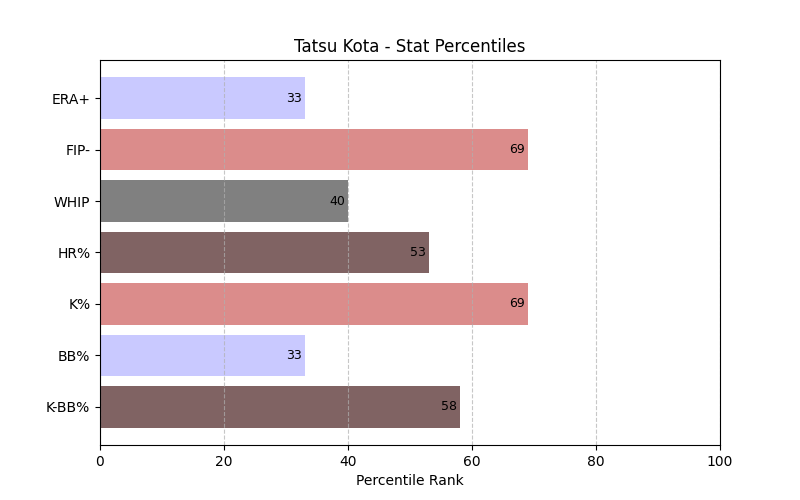 Tatsu Kota - Stat Percentiles
ERA+ 33
FIP- 69
WHIP 40
HR% 53
K% 69
BB% 33
K-BB% 58
0 20 40 60 80 100
Percentile Rank